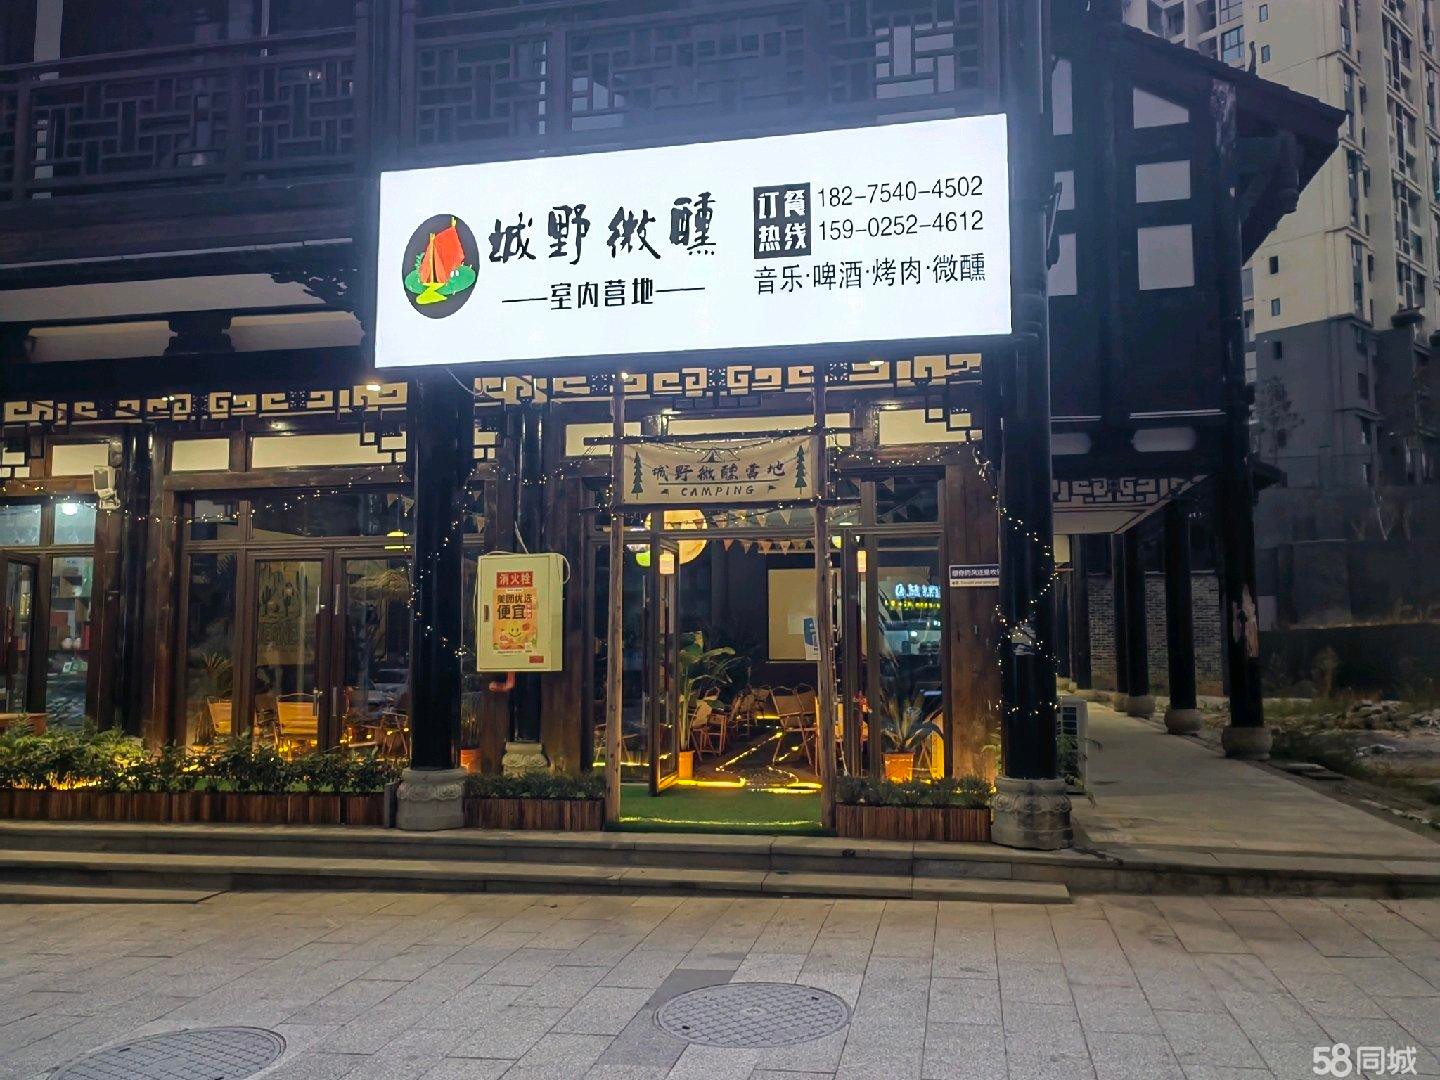 城野微醺
室内营地
订餐热线
182-7540-4502
159-0252-4612
音乐·啤酒·烤肉·微醺
城野微醺营地
CAMPING
消火栓
美团优选
便宜
58同城